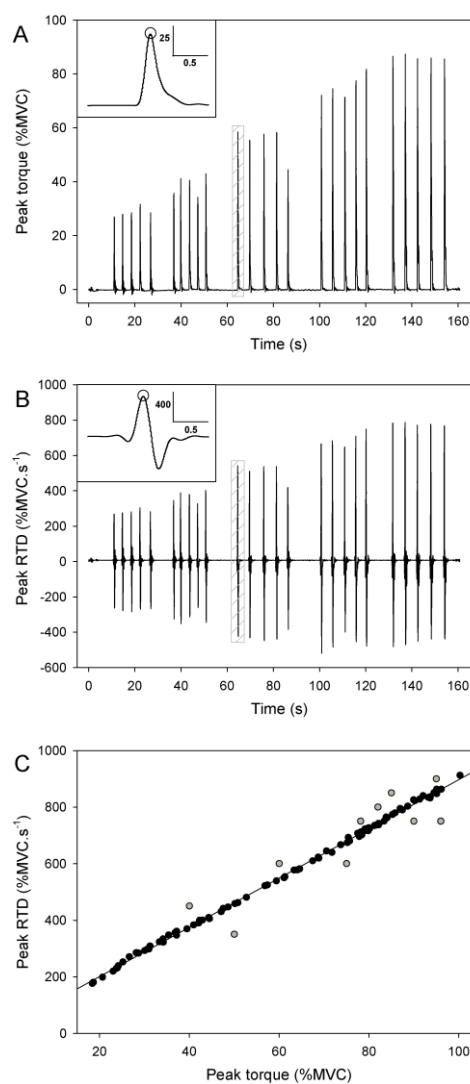 A
25
0.5
100
80
60
40
20
0
Peak torque (%MVC)
0 20 40 60 80 100 120 140 160
Time (s)
B
400
0.5
1000
800
600
400
200
0
-200
-400
-600
Peak RTD (%MVC.s⁻¹)
0 20 40 60 80 100 120 140 160
Time (s)
C
1000
800
600
400
200
0
Peak RTD (%MVC.s⁻¹)
20 40 60 80 100
Peak torque (%MVC)